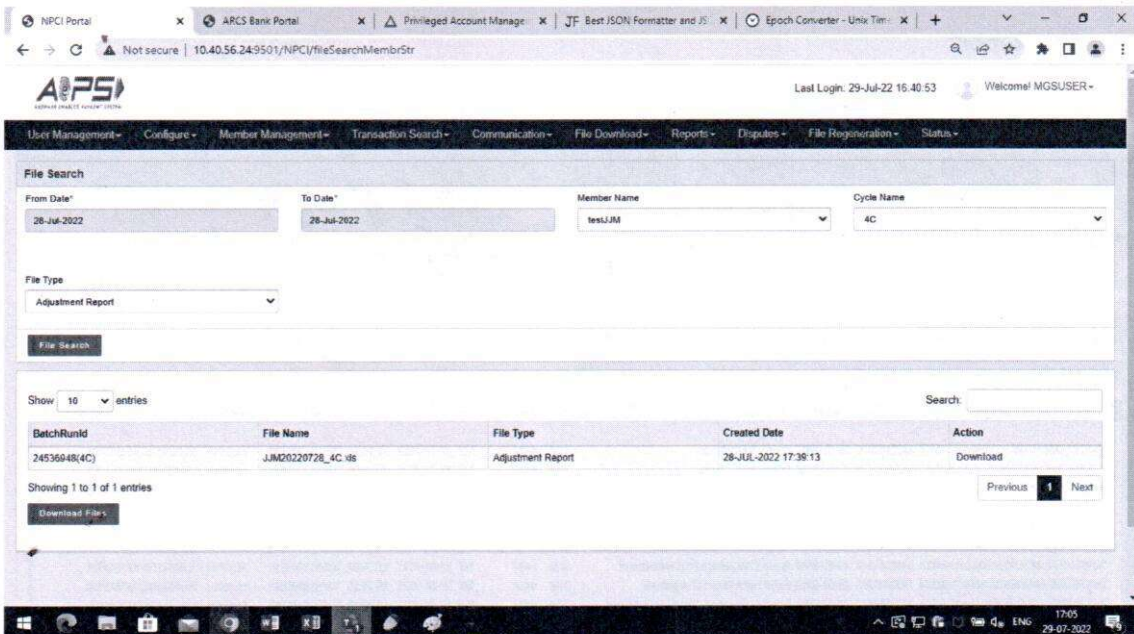 NPCI Portal
ARCS Bank Portal
Privileged Account Manage
JF Best JSON Formatter and JS
Epoch Converter - Unix Tim
Not secure | 10.40.56.24:9501/NPCI/fileSearchMembrStr
Last Login: 29-Jul-22 16.40.53
Welcome! MGSUSER
User Management
Configure
Member Management
Transaction Search
Communication
File Download
Reports
Disputes
File Regeneration
Status
File Search
From Date*
To Date*
Member Name
Cycle Name
28-Jul-2022
28-Jul-2022
testJJM
4C
File Type
Adjustment Report
File Search
Show 10 entries
Search:
BatchRunId
File Name
File Type
Created Date
Action
24536948(4C)
JJM20220728_4C.xls
Adjustment Report
28-JUL-2022 17:39:13
Download
Showing 1 to 1 of 1 entries
Previous 1 Next
Download Files
ENG
17:05
29-07-2022